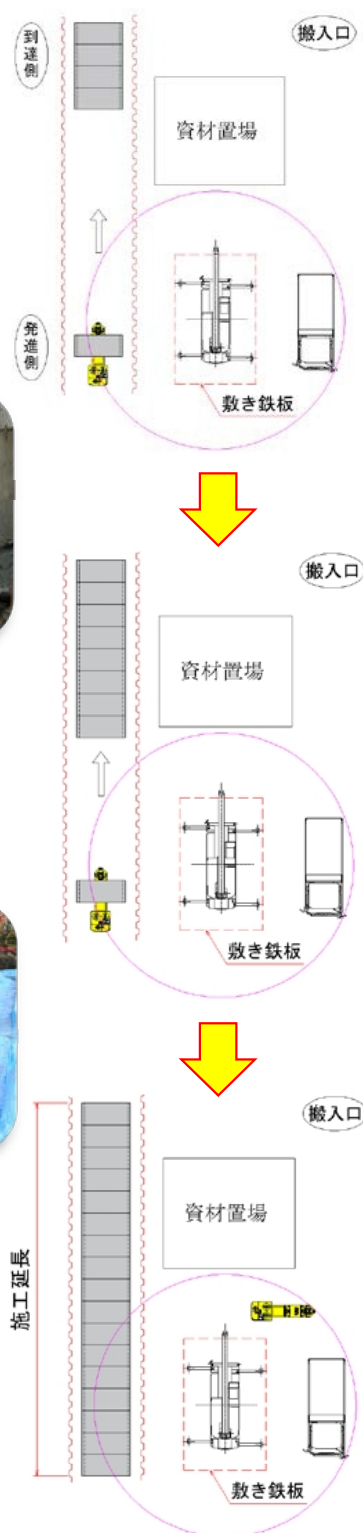 到達側
搬入口
資材置場
発進側
敷き鉄板
搬入口
資材置場
敷き鉄板
搬入口
資材置場
施工延長
敷き鉄板